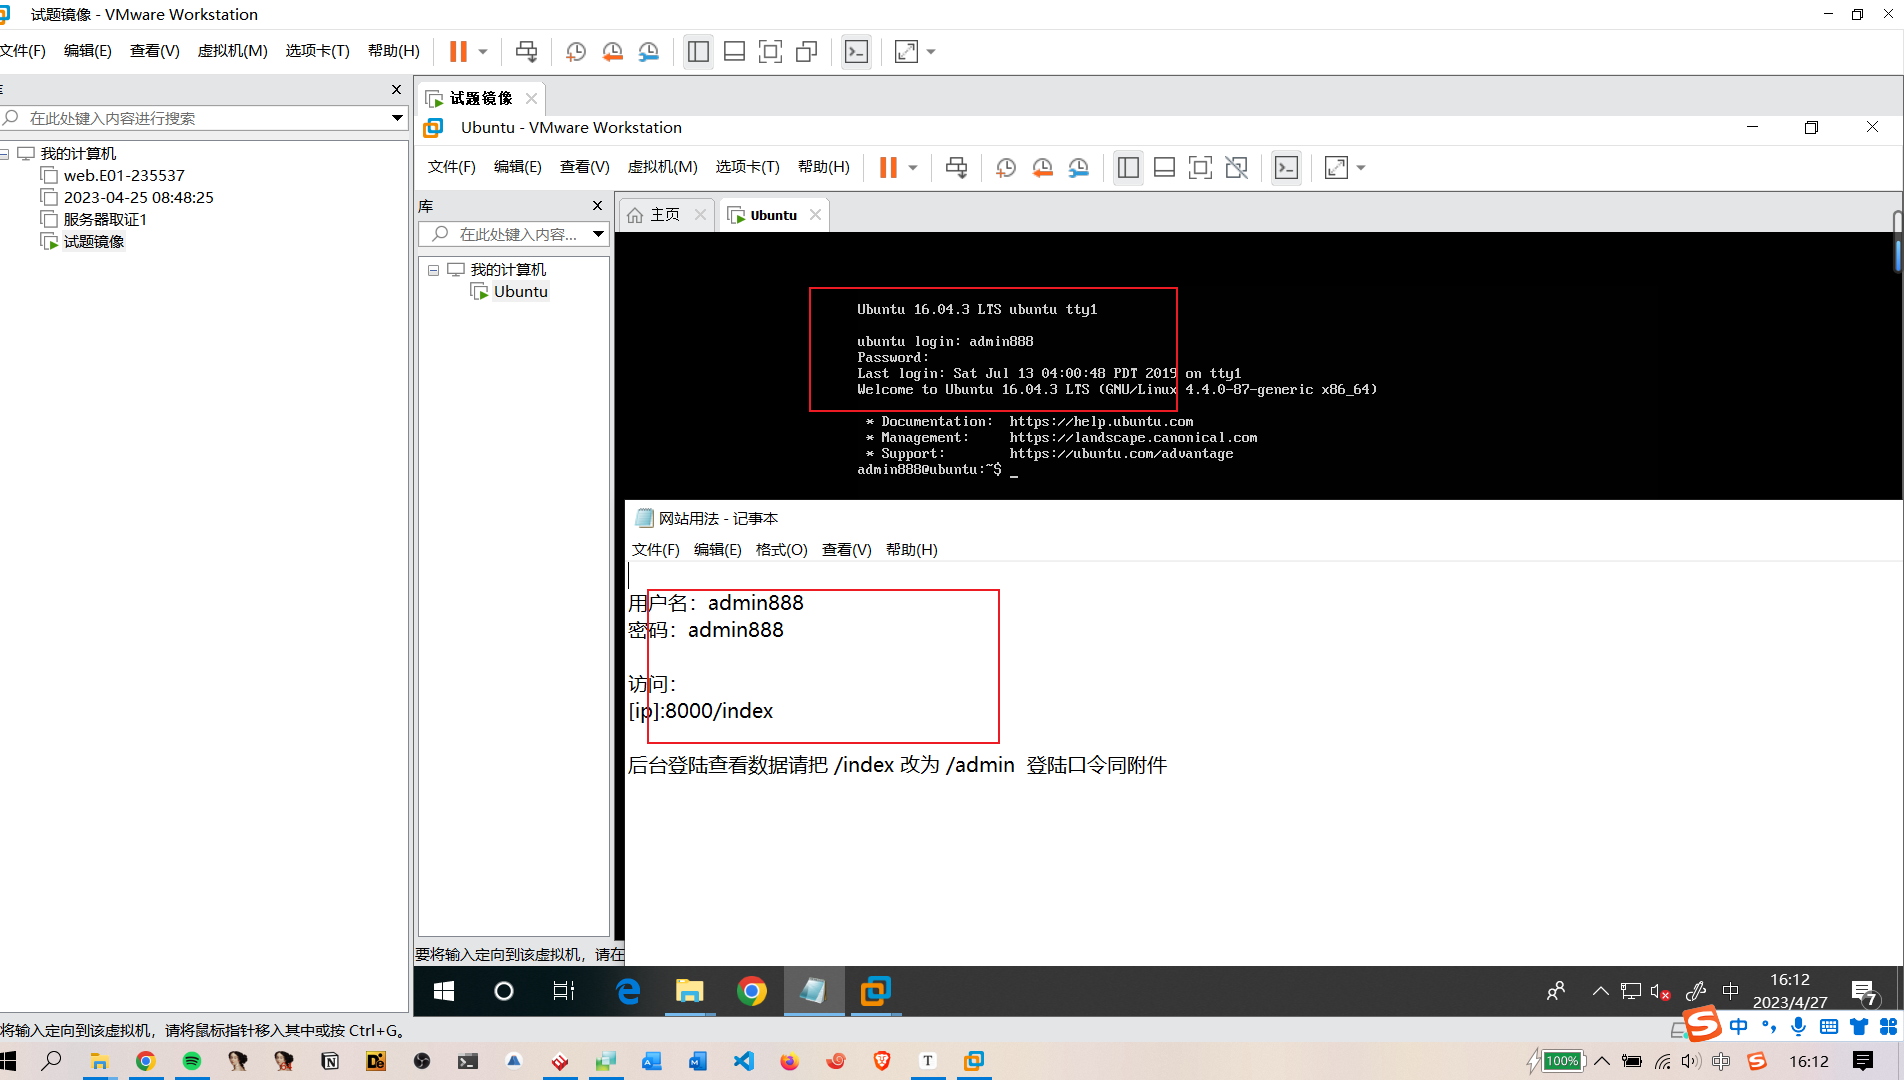 试题镜像 - VMware Workstation
文件(F) 编辑(E) 查看(V) 虚拟机(M) 选项卡(T) 帮助(H)
在此处键入内容进行搜索
我的计算机
web.E01-235537
2023-04-25 08:48:25
服务器取证1
试题镜像
试题镜像
Ubuntu - VMware Workstation
文件(F) 编辑(E) 查看(V) 虚拟机(M) 选项卡(T) 帮助(H)
库
在此处键入内容...
我的计算机
Ubuntu
主页
Ubuntu
Ubuntu 16.04.3 LTS ubuntu tty1
ubuntu login: admin888
Password:
Last login: Sat Jul 13 04:00:48 PDT 2019 on tty1
Welcome to Ubuntu 16.04.3 LTS (GNU/Linux 4.4.0-87-generic x86_64)
* Documentation: https://help.ubuntu.com
* Management: https://landscape.canonical.com
* Support: https://ubuntu.com/advantage
admin888@ubuntu:~$ _
网站用法 - 记事本
文件(F) 编辑(E) 格式(O) 查看(V) 帮助(H)
用户名：admin888
密码：admin888
访问：
[ip]:8000/index
后台登陆查看数据请把 /index 改为 /admin 登陆口令同附件
要将输入定向到该虚拟机，请在
中
16:12
2023/4/27
7
将输入定向到该虚拟机，请将鼠标指针移入其中或按 Ctrl+G。
中
100%
中
16:12